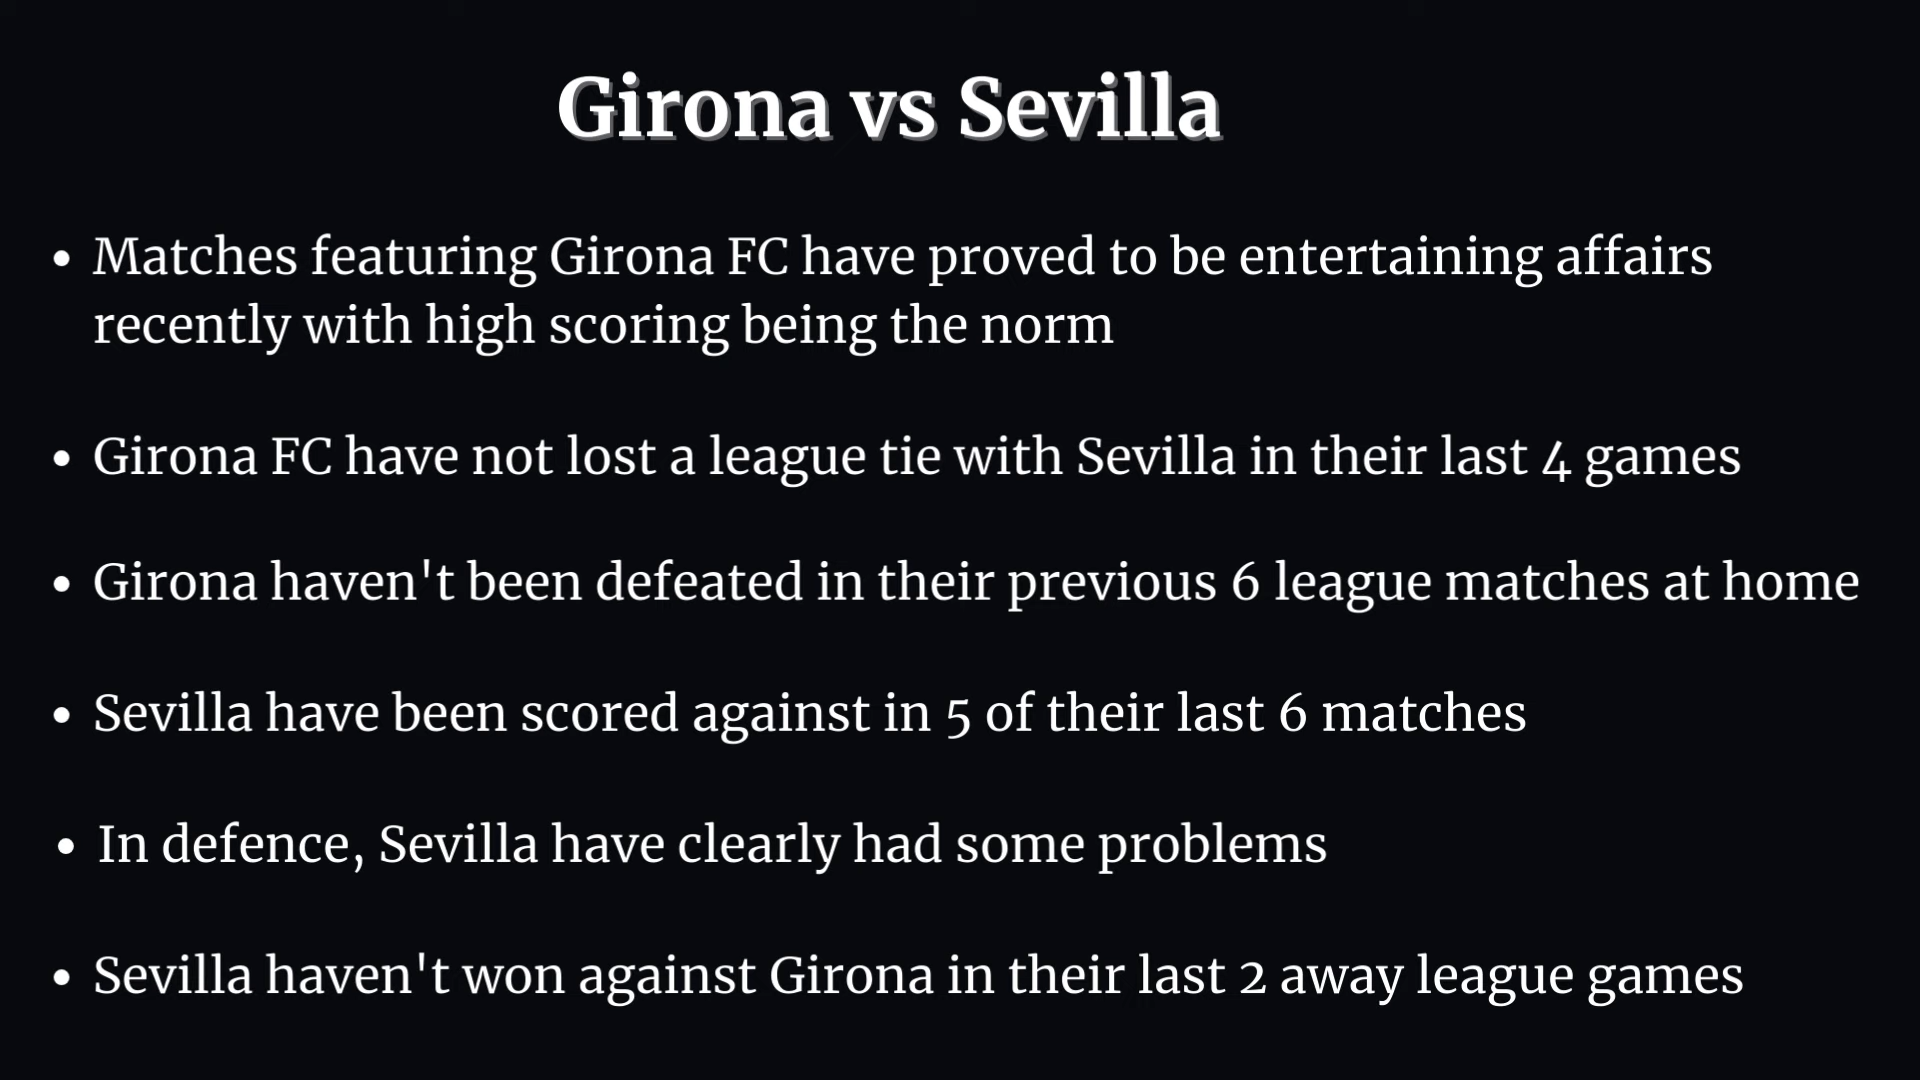 Girona vs Sevilla
• Matches featuring Girona FC have proved to be entertaining affairs
recently with high scoring being the norm
• Girona FC have not lost a league tie with Sevilla in their last 4 games
• Girona haven't been defeated in their previous 6 league matches at home
• Sevilla have been scored against in 5 of their last 6 matches
• In defence, Sevilla have clearly had some problems
• Sevilla haven't won against Girona in their last 2 away league games